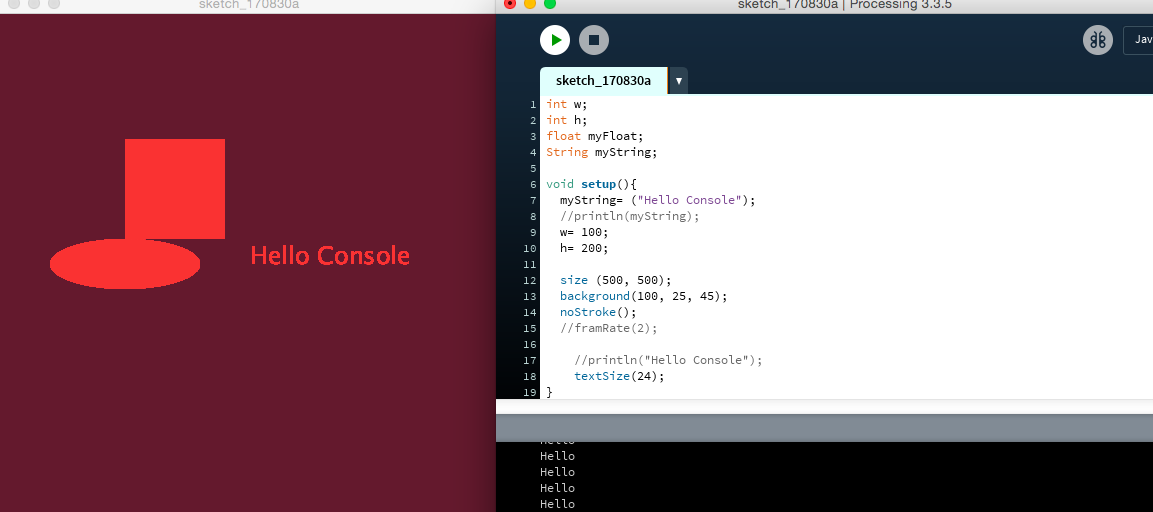 sketch_170830a
sketch_170830a | Processing 3.3.5
Hello Console
Jav
sketch_170830a
1 int w;
2 int h;
3 float myFloat;
4 String myString;
5
6 void setup(){
7 myString= ("Hello Console");
8 //println(myString);
9 w= 100;
10 h= 200;
11
12 size (500, 500);
13 background(100, 25, 45);
14 noStroke();
15 //framRate(2);
16
17 //println("Hello Console");
18 textSize(24);
19 }
Hello
Hello
Hello
Hello
Hello